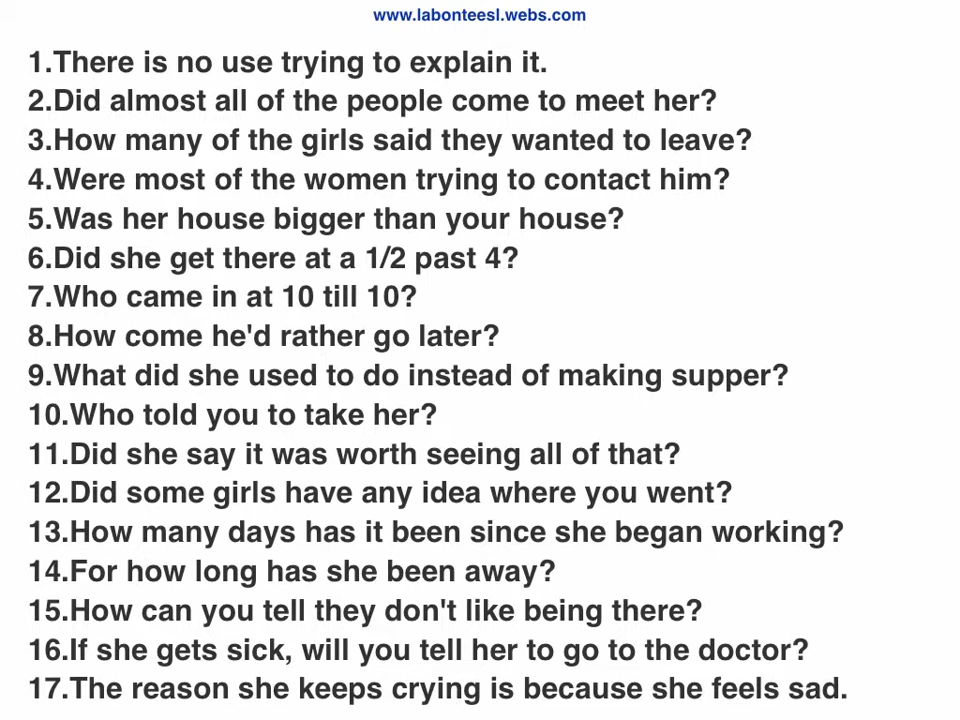 www.labonteesl.webs.com
1.There is no use trying to explain it.
2.Did almost all of the people come to meet her?
3.How many of the girls said they wanted to leave?
4.Were most of the women trying to contact him?
5.Was her house bigger than your house?
6.Did she get there at a 1/2 past 4?
7.Who came in at 10 till 10?
8.How come he'd rather go later?
9.What did she used to do instead of making supper?
10.Who told you to take her?
11.Did she say it was worth seeing all of that?
12.Did some girls have any idea where you went?
13.How many days has it been since she began working?
14.For how long has she been away?
15.How can you tell they don't like being there?
16.If she gets sick, will you tell her to go to the doctor?
17.The reason she keeps crying is because she feels sad.